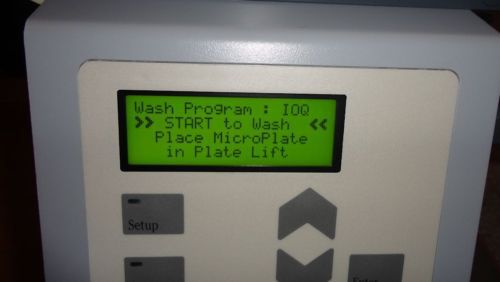 Wash Program : IOQ
>> START to Wash <<
Place MicroPlate
in Plate Lift
Setup